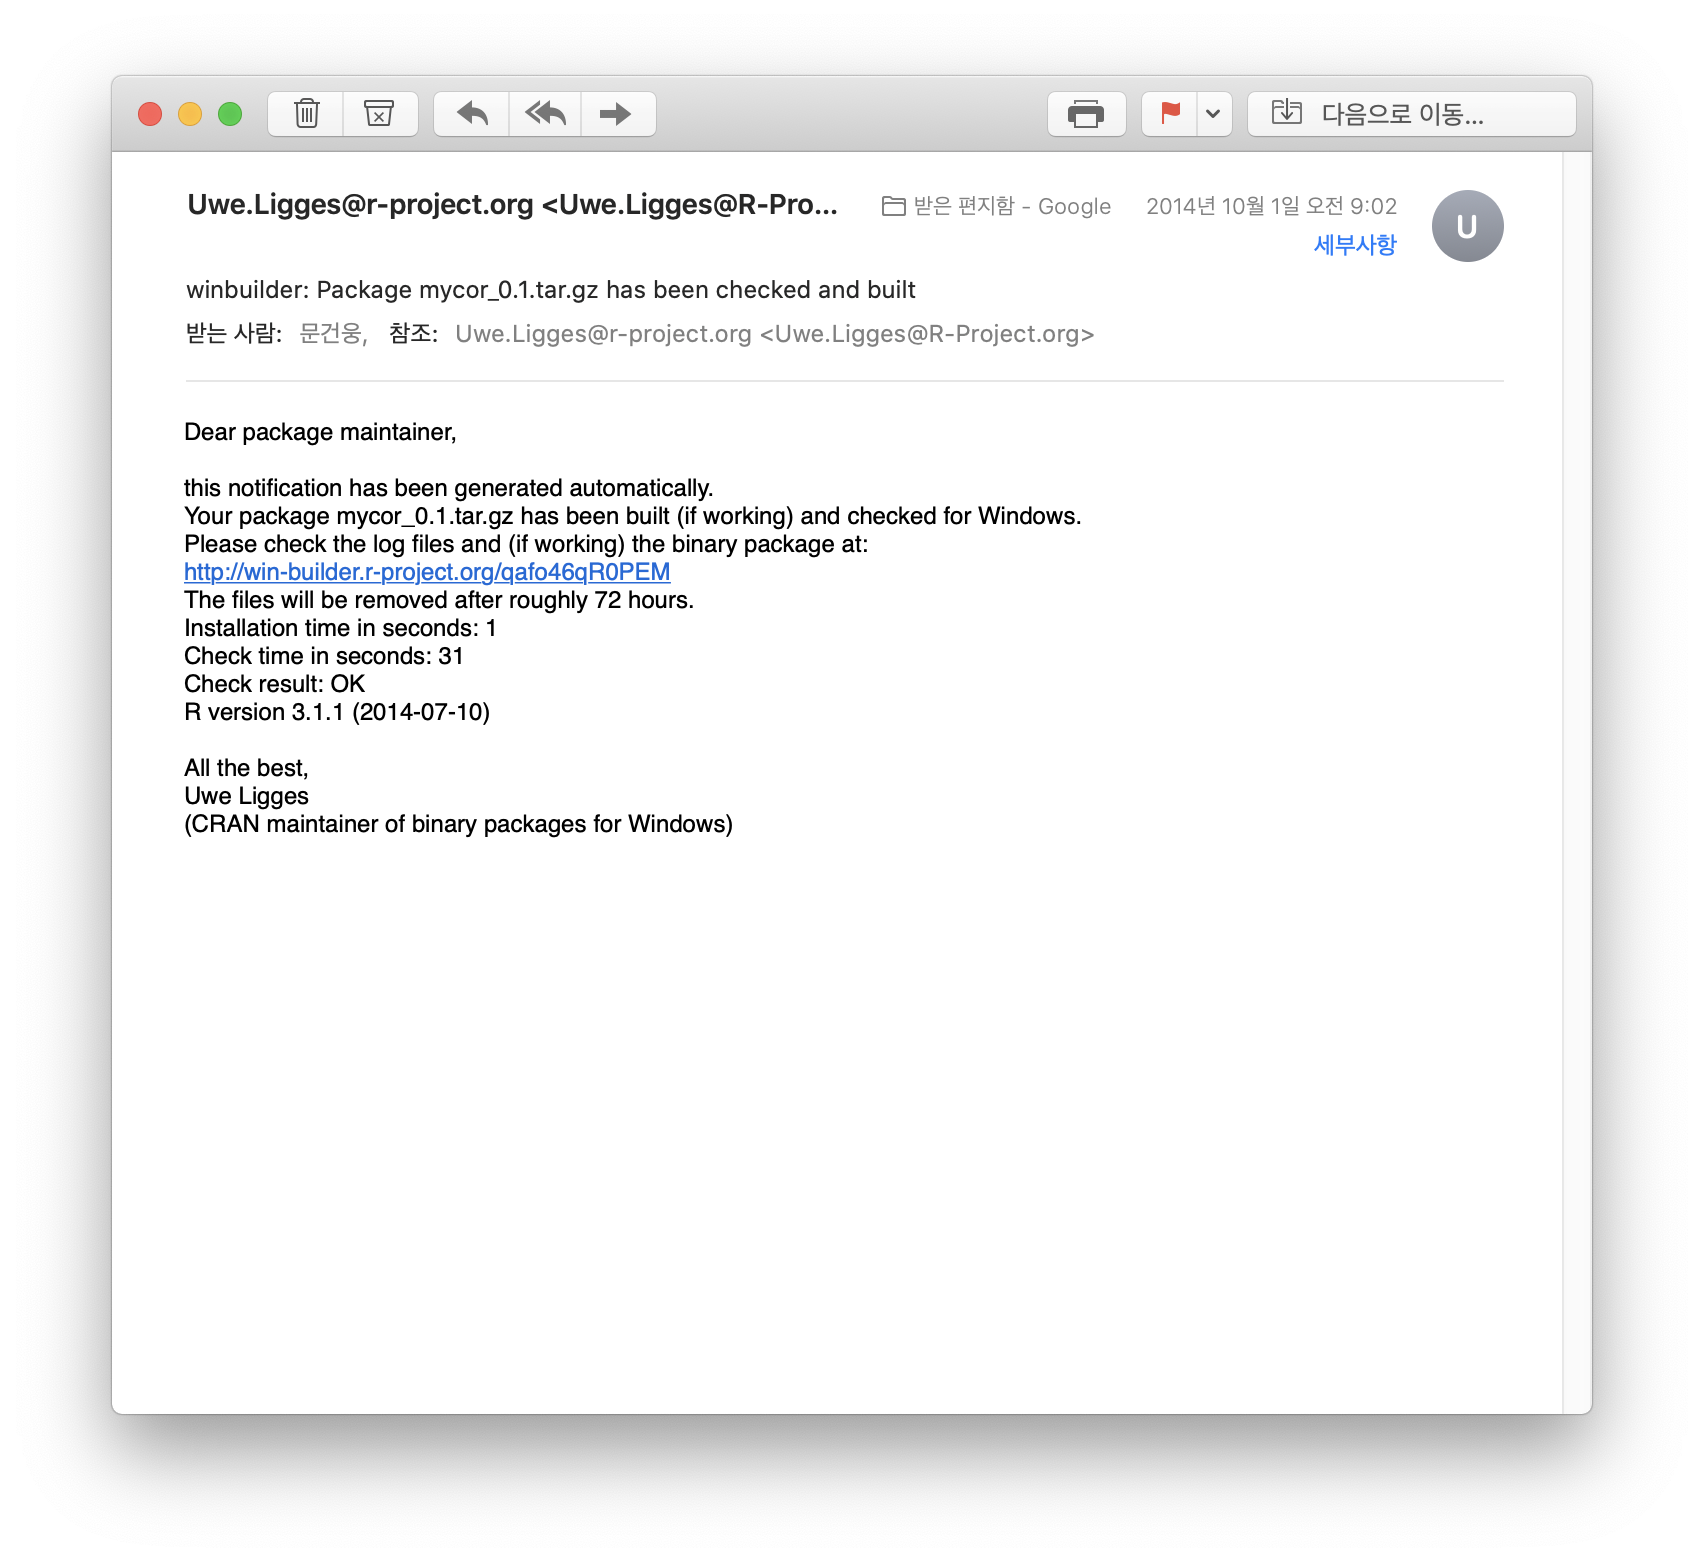 다음으로 이동...
Uwe.Ligges@r-project.org <Uwe.Ligges@R-Pro... 받은 편지함 - Google 2014년 10월 1일 오전 9:02
세부사항
U
winbuilder: Package mycor_0.1.tar.gz has been checked and built
받는 사람: 문건웅, 참조: Uwe.Ligges@r-project.org <Uwe.Ligges@R-Project.org>
Dear package maintainer,
this notification has been generated automatically.
Your package mycor_0.1.tar.gz has been built (if working) and checked for Windows.
Please check the log files and (if working) the binary package at:
http://win-builder.r-project.org/qafo46qR0PEM
The files will be removed after roughly 72 hours.
Installation time in seconds: 1
Check time in seconds: 31
Check result: OK
R version 3.1.1 (2014-07-10)
All the best,
Uwe Ligges
(CRAN maintainer of binary packages for Windows)